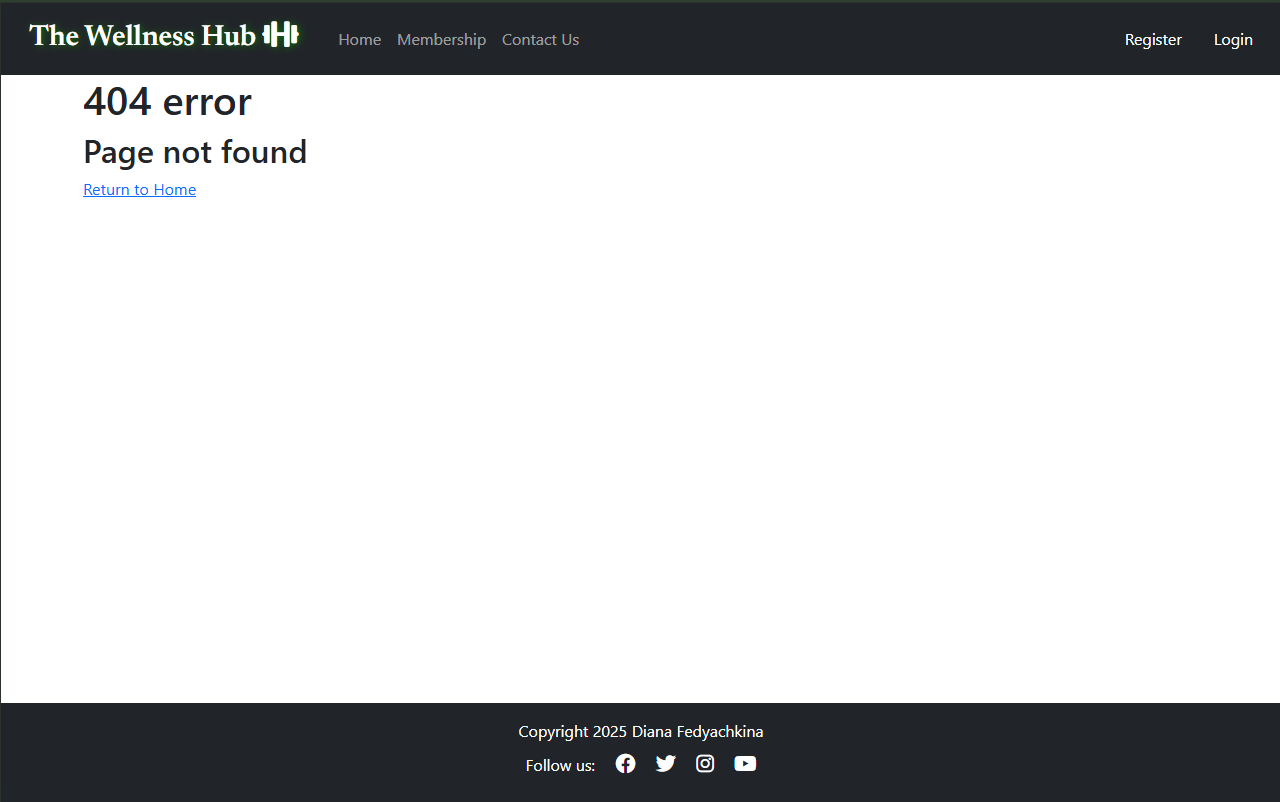 The Wellness Hub
Home Membership Contact Us Register Login
404 error
Page not found
Return to Home
Copyright 2025 Diana Fedyachkina
Follow us: